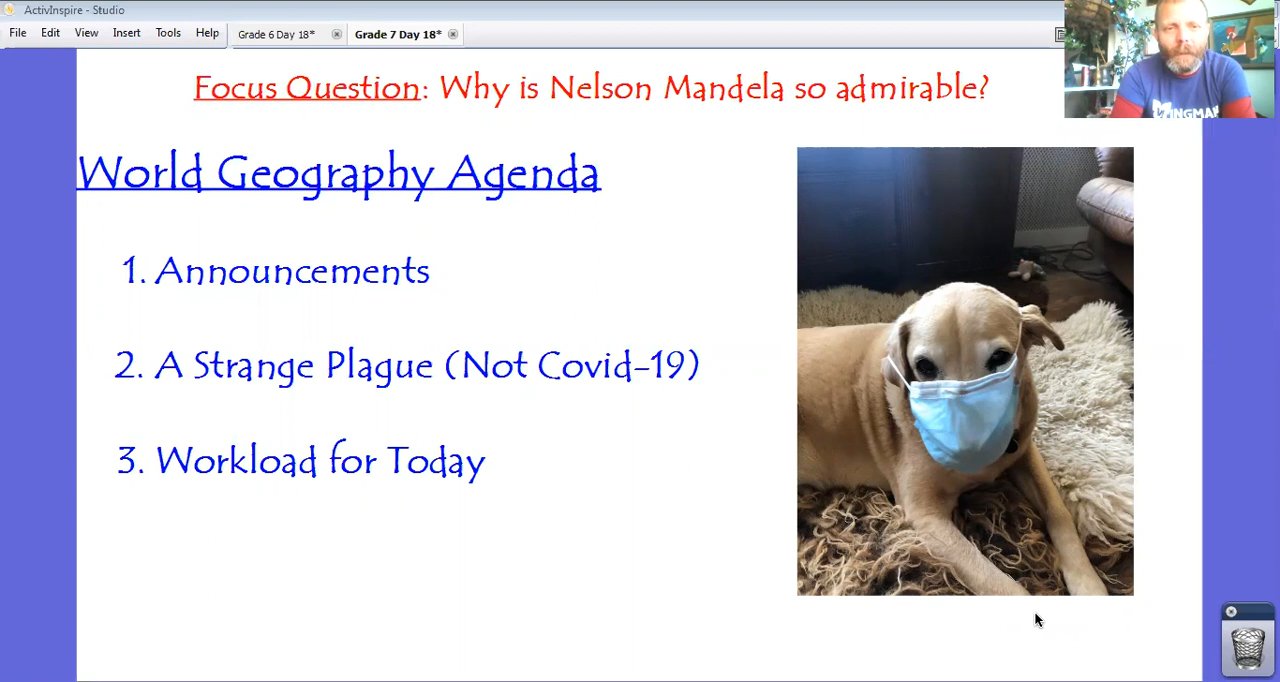 ActivInspire - Studio
File Edit View Insert Tools Help
Grade 6 Day 18* Grade 7 Day 18*
Focus Question: Why is Nelson Mandela so admirable?
World Geography Agenda
1. Announcements
2. A Strange Plague (Not Covid-19)
3. Workload for Today